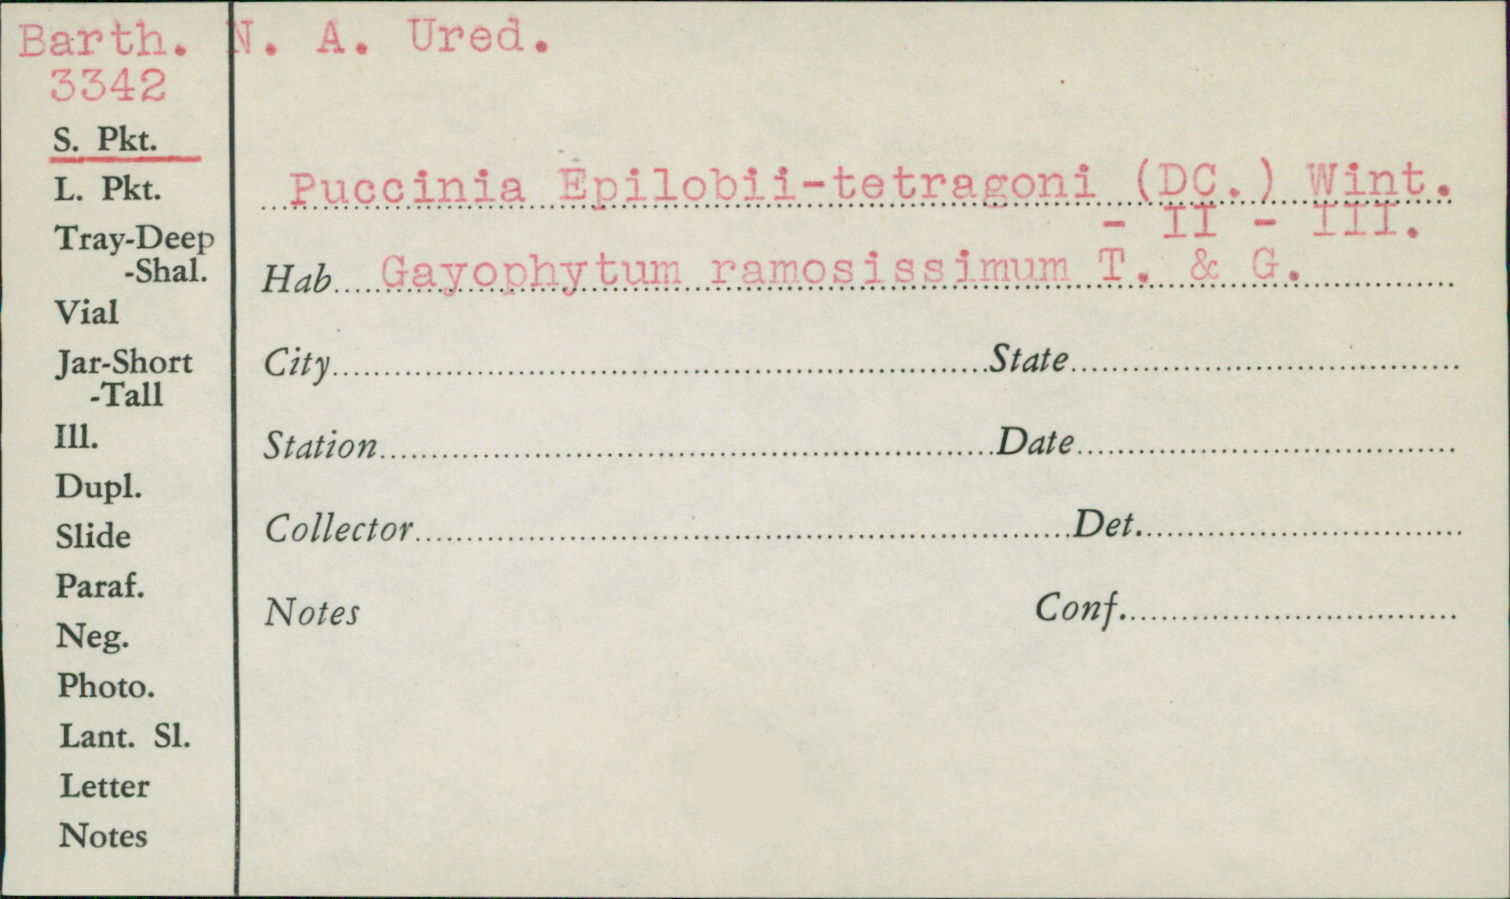 Barth. N. A. Ured.
3342
S. Pkt.
L. Pkt.
Tray-Deep
-Shal.
Vial
Jar-Short
-Tall
Ill.
Dupl.
Slide
Paraf.
Neg.
Photo.
Lant. Sl.
Letter
Notes
Puccinia Epilobii-tetragoni (DC.) Wint.
- II - III.
Hab. Gayophytum ramosissimum T. & G.
City State
Station Date
Collector Det.
Notes Conf.